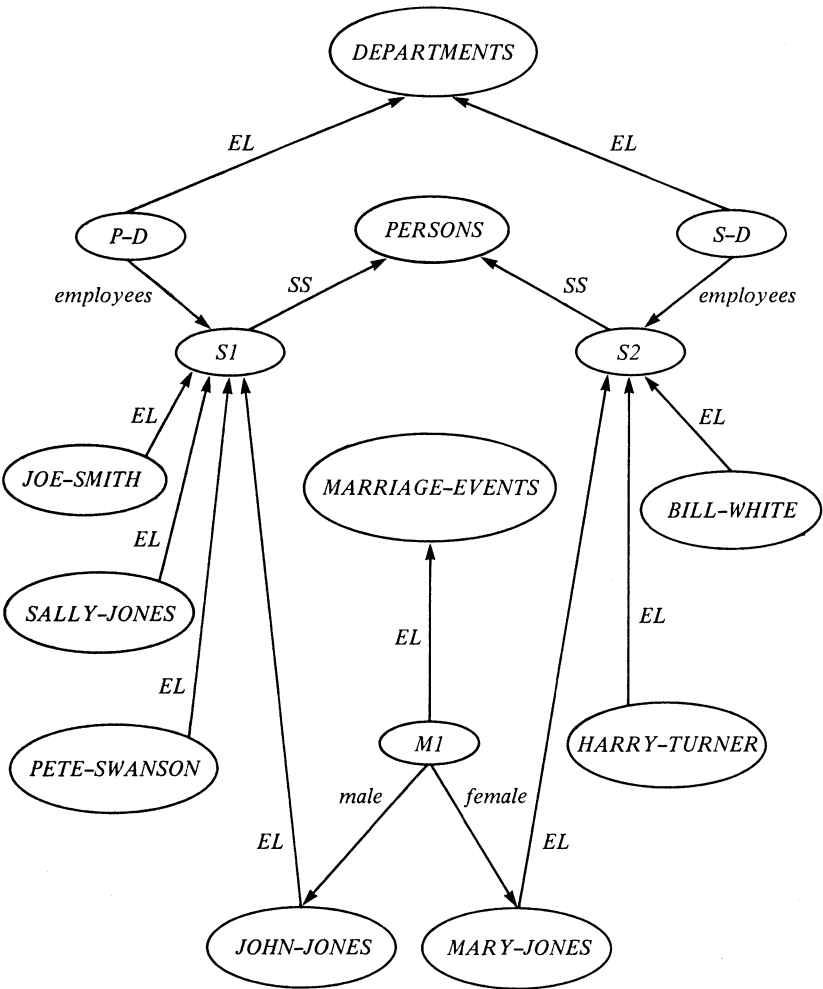 DEPARTMENTS
EL
EL
P–D
PERSONS
S–D
employees
SS
SS
employees
S1
S2
EL
EL
JOE–SMITH
MARRIAGE–EVENTS
BILL–WHITE
EL
SALLY–JONES
EL
EL
EL
PETE–SWANSON
M1
HARRY–TURNER
male
female
EL
EL
JOHN–JONES
MARY–JONES